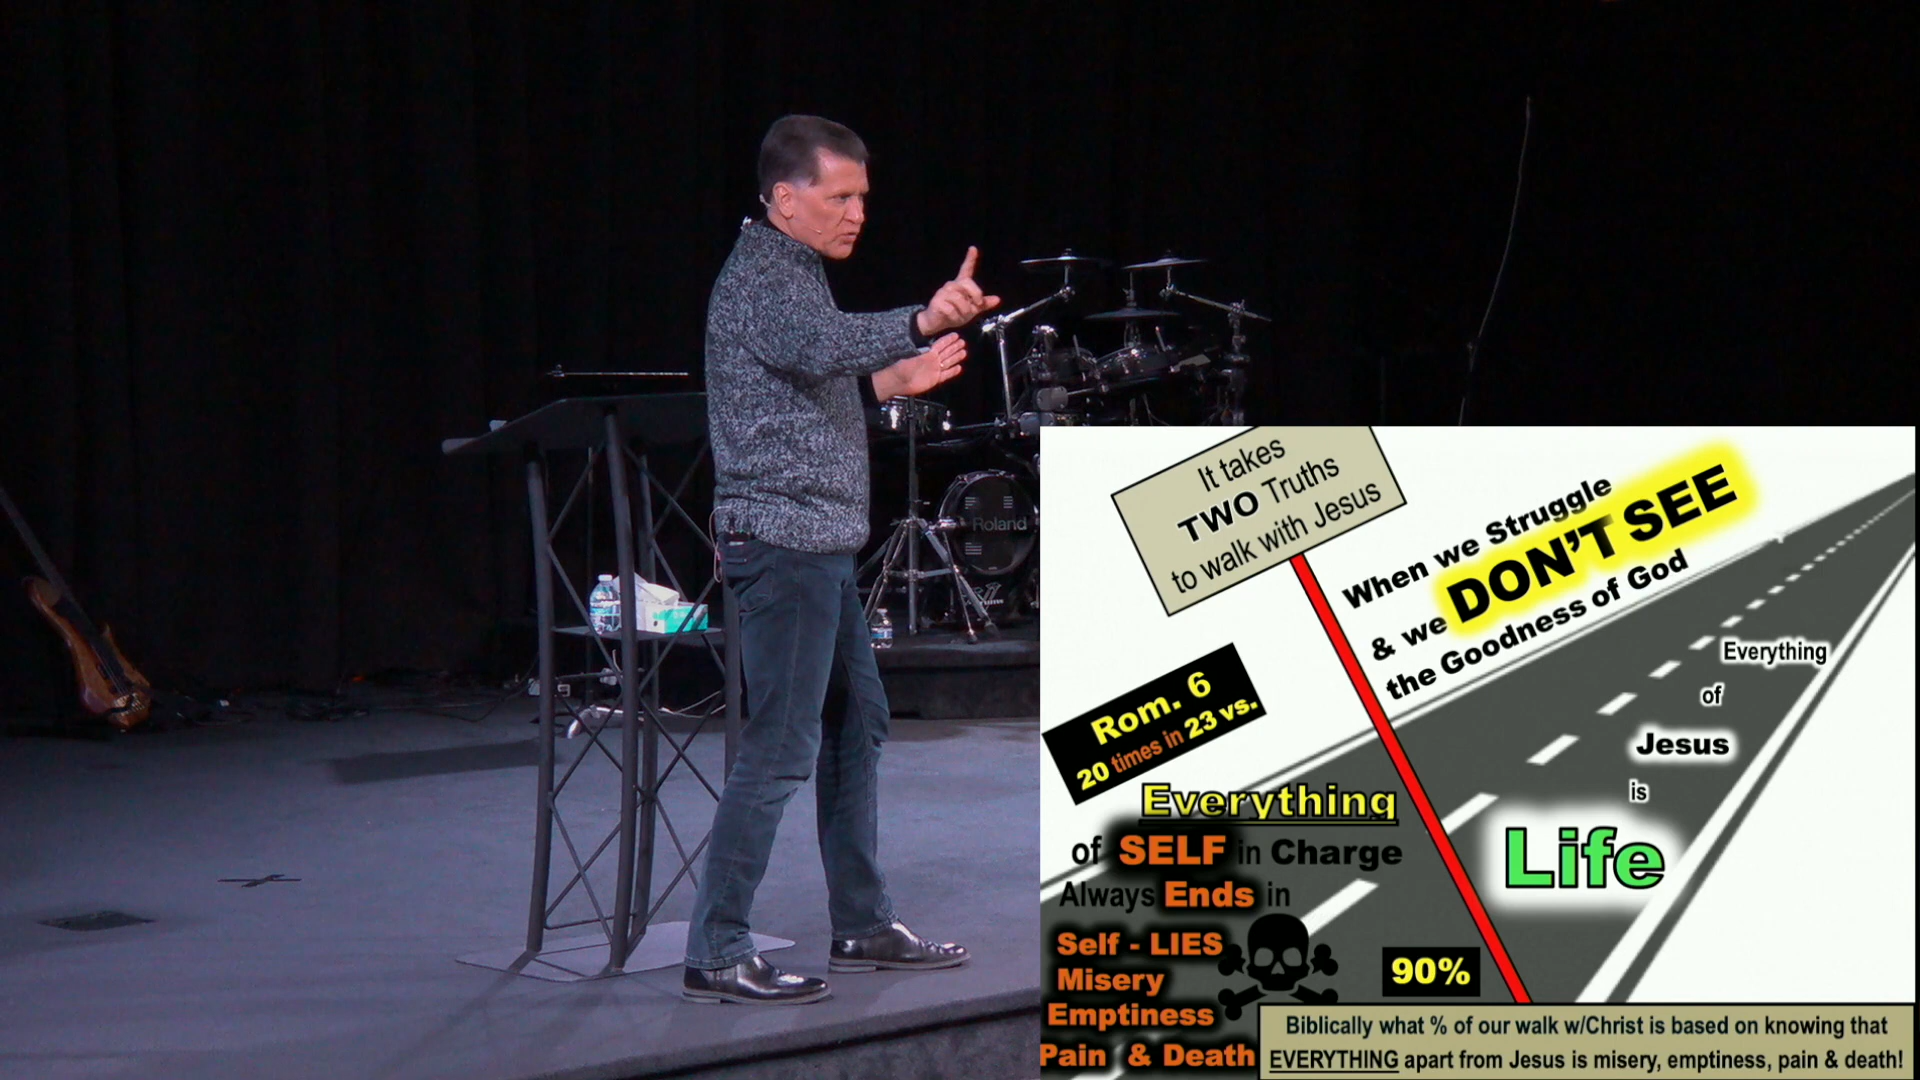 Roland
It takes
TWO Truths
to walk with Jesus
When we Struggle
& we DON'T SEE
the Goodness of God
Rom. 6
20 times in 23 vs.
Everything
of
Jesus
is
Life
Everything
of SELF in Charge
Always Ends in
Self - LIES
Misery
Emptiness
Pain & Death
90%
Biblically what % of our walk w/Christ is based on knowing that
EVERYTHING apart from Jesus is misery, emptiness, pain & death!